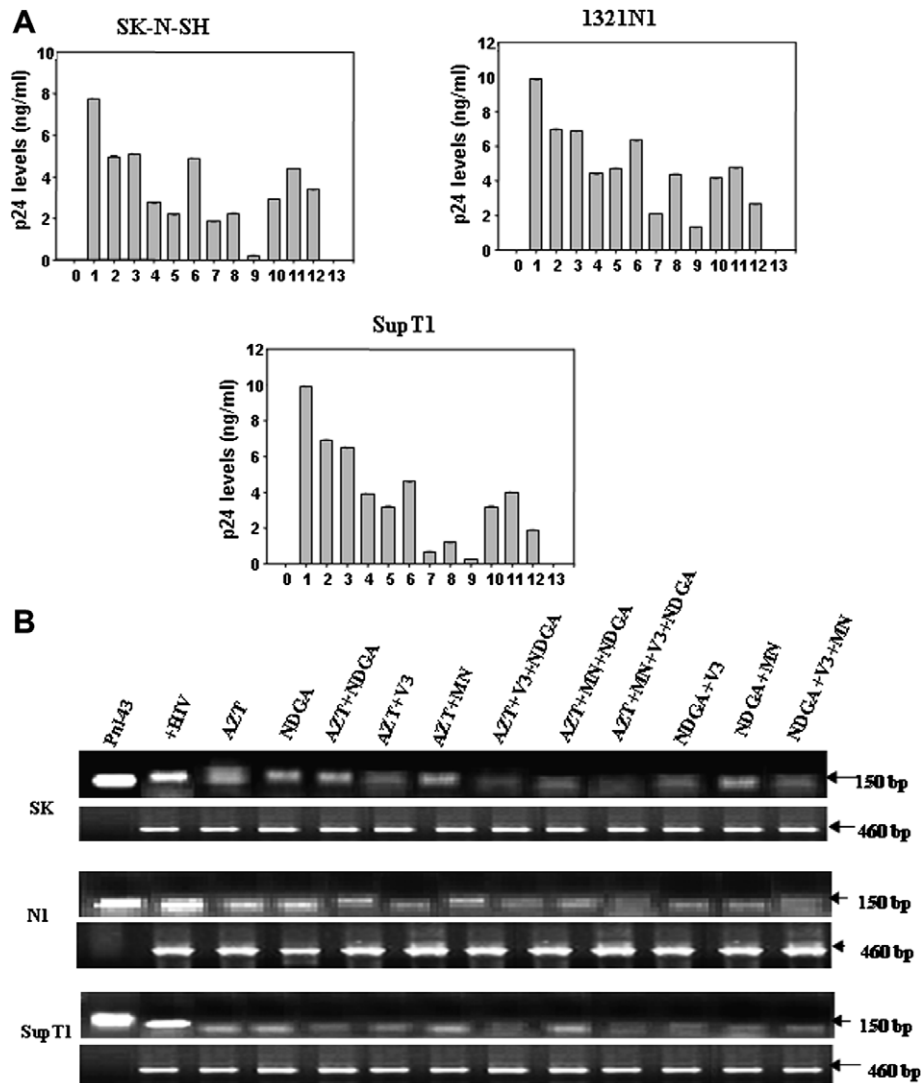 A
SK-N-SH
p24 levels (ng/ml)
10
8
6
4
2
0
0 1 2 3 4 5 6 7 8 9 10 11 12 13
1321N1
p24 levels (ng/ml)
12
10
8
6
4
2
0
0 1 2 3 4 5 6 7 8 9 10 11 12 13
SupT1
p24 levels (ng/ml)
12
10
8
6
4
2
0
0 1 2 3 4 5 6 7 8 9 10 11 12 13
B
Pnl-43
+HIV
AZT
NDGA
AZT+NDGA
AZT+V3
AZT+MN
AZT+V3+NDGA
AZT+MN+NDGA
AZT+MN+V3+NDGA
NDGA+V3
NDGA+MN
NDGA+V3+MN
SK
150 bp
460 bp
N1
150 bp
460 bp
SupT1
150 bp
460 bp